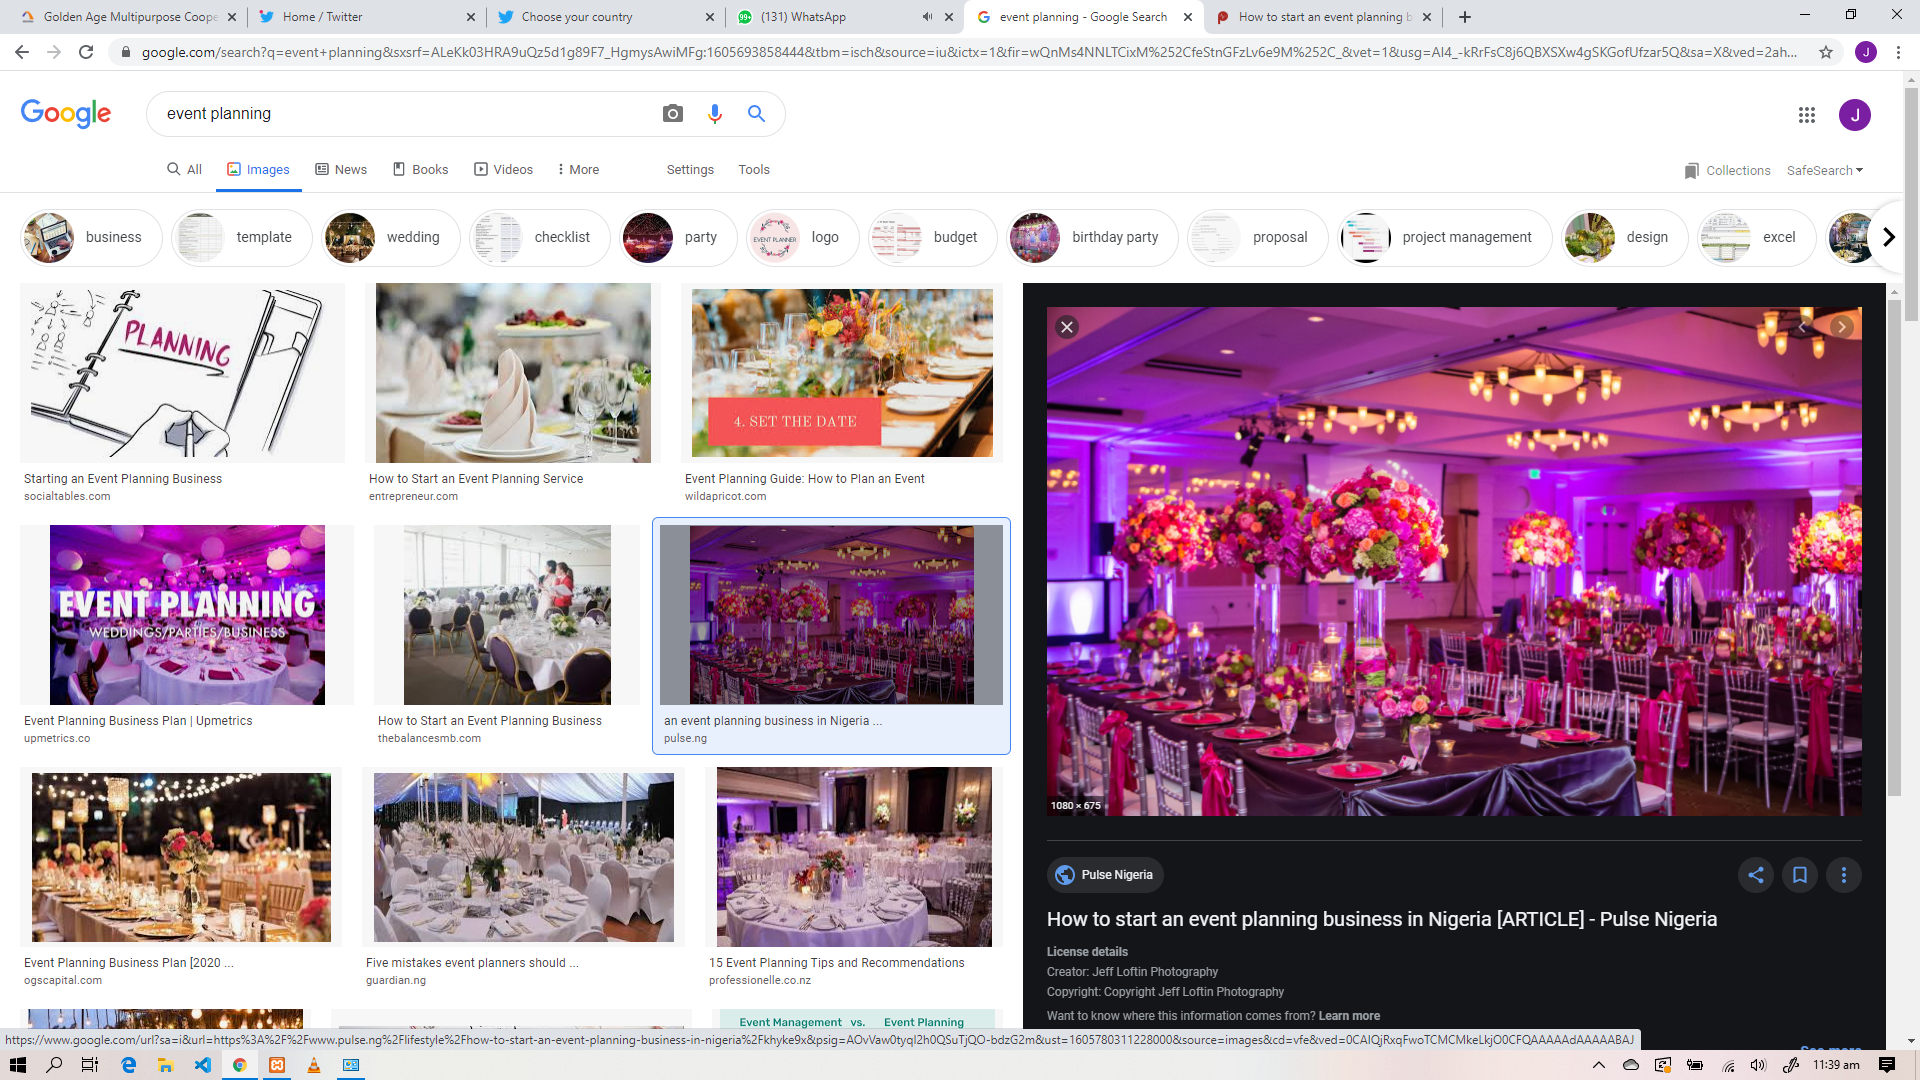 Golden Age Multipurpose Coope
Home / Twitter
Choose your country
99+
(131) WhatsApp
event planning - Google Search
How to start an event planning b
google.com/search?q=event+planning&sxsrf=ALeKk03HRA9uQz5d1g89F7_HgmysAwiMFg:1605693858444&tbm=isch&source=iu&ictx=1&fir=wQnMs4NNLTCixM%252CfeStnGFzLv6e9M%252C_&vet=1&usg=AI4_-kRrFsC8j6QBXSXw4gSKGofUfzar5Q&sa=X&ved=2ah...
J
Google
event planning
J
All
Images
News
Books
Videos
More
Settings
Tools
Collections
SafeSearch
business
template
wedding
checklist
party
EVENT PLANNER
logo
budget
birthday party
proposal
project management
design
excel
PLANNING
4. SET THE DATE
Starting an Event Planning Business
socialtables.com
How to Start an Event Planning Service
entrepreneur.com
Event Planning Guide: How to Plan an Event
wildapricot.com
EVENT PLANNING
WEDDINGS/PARTIES/BUSINESS
Event Planning Business Plan | Upmetrics
upmetrics.co
How to Start an Event Planning Business
thebalancesmb.com
an event planning business in Nigeria ...
pulse.ng
Event Planning Business Plan [2020 ...
ogscapital.com
Five mistakes event planners should ...
guardian.ng
15 Event Planning Tips and Recommendations
professionelle.co.nz
Event Management vs. Event Planning
1080 × 675
Pulse Nigeria
How to start an event planning business in Nigeria [ARTICLE] - Pulse Nigeria
License details
Creator: Jeff Loftin Photography
Copyright: Copyright Jeff Loftin Photography
Want to know where this information comes from? Learn more
See more
https://www.google.com/url?sa=i&url=https%3A%2F%2Fwww.pulse.ng%2Flifestyle%2Fhow-to-start-an-event-planning-business-in-nigeria%2Fkhyke9x&psig=AOvVaw0tyqI2h0QSuTjQO-bdzG2m&ust=1605780311228000&source=images&cd=vfe&ved=0CAIQjRxqFwoTCMCMkeLkjO0CFQAAAAAdAAAAABAJ
11:39 am